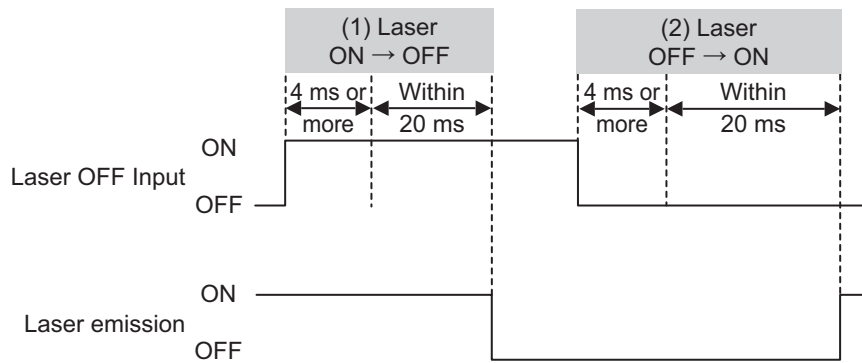 (1) Laser
ON → OFF
(2) Laser
OFF → ON
4 ms or
more
Within
20 ms
4 ms or
more
Within
20 ms
Laser OFF Input
ON
OFF
Laser emission
ON
OFF